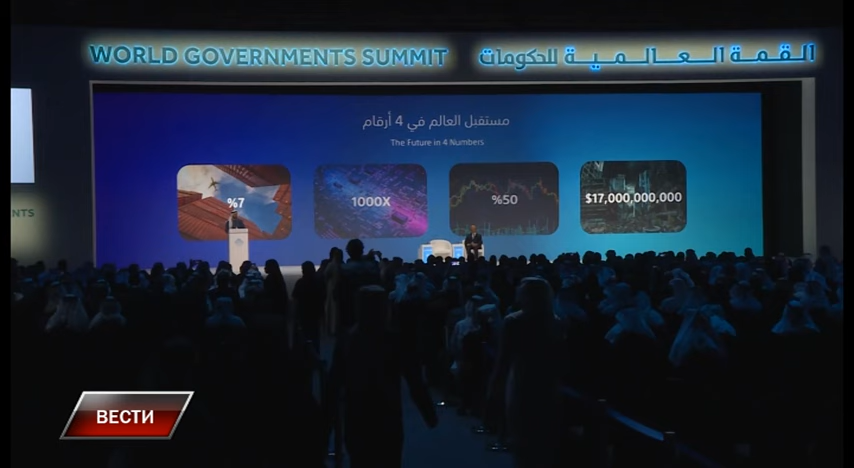 WORLD GOVERNMENTS SUMMIT القمة العالمية للحكومات
مستقبل العالم في 4 أرقام
The Future in 4 Numbers
%7 1000X %50 $17,000,000,000
NTS
ВЕСТИ